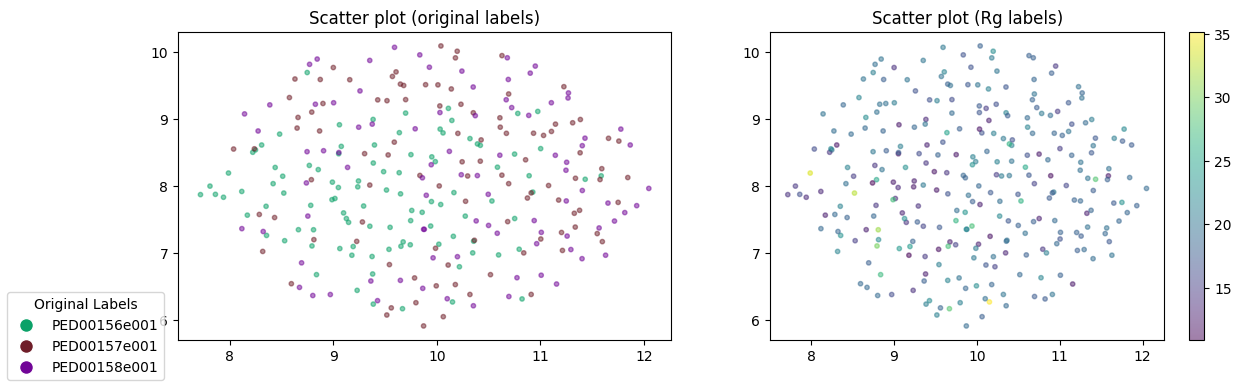 Scatter plot (original labels)
10
9
8
7
6
8 9 10 11 12
Original Labels
PED00156e001
PED00157e001
PED00158e001
Scatter plot (Rg labels)
10
9
8
7
6
8 9 10 11 12
35
30
25
20
15